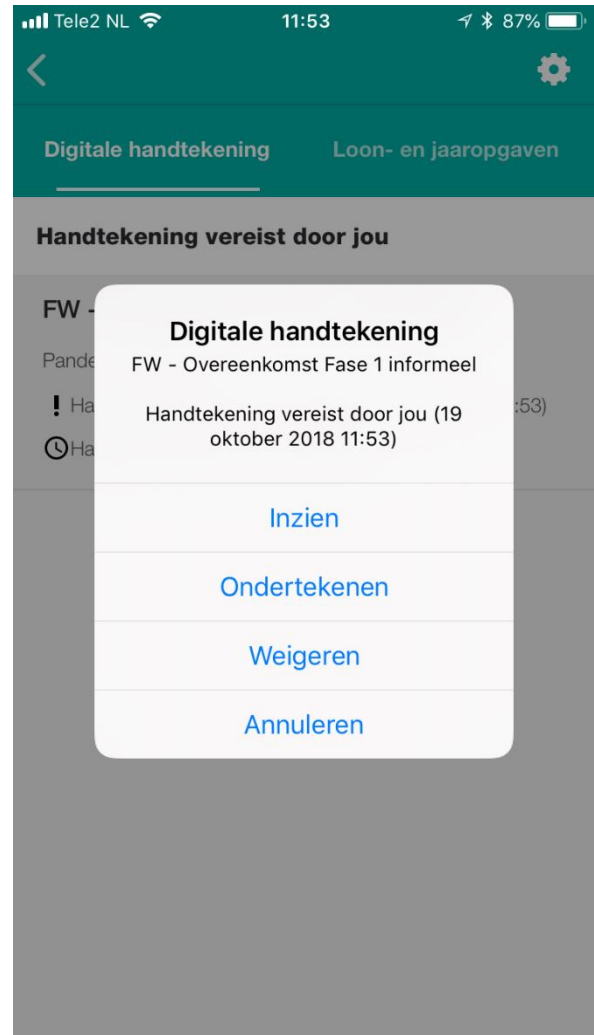 Tele2 NL 11:53 87%
Digitale handtekening Loon- en jaaropgaven
Handtekening vereist door jou
FW -
Digitale handtekening
FW - Overeenkomst Fase 1 informeel
Pande
Handtekening vereist door jou (19
oktober 2018 11:53)
Ha :53)
Ha
Inzien
Ondertekenen
Weigeren
Annuleren